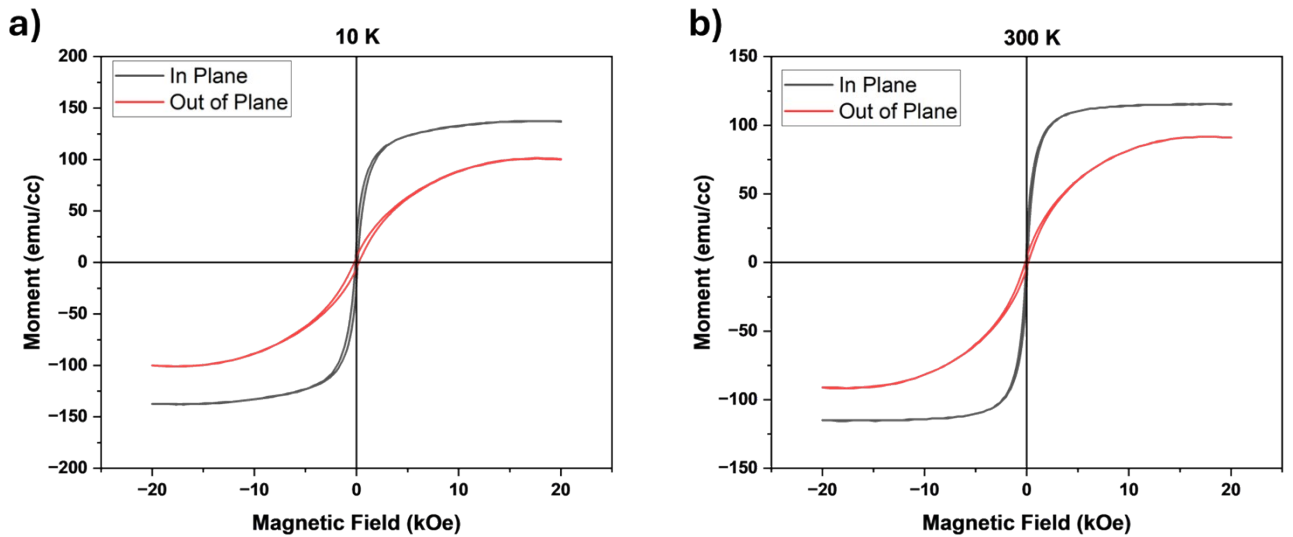 a)
10 K
In Plane
Out of Plane
200
150
100
50
0
−50
−100
−150
−200
−20
−10
0
10
20
Moment (emu/cc)
Magnetic Field (kOe)
b)
300 K
In Plane
Out of Plane
150
100
50
0
−50
−100
−150
−20
−10
0
10
20
Moment (emu/cc)
Magnetic Field (kOe)